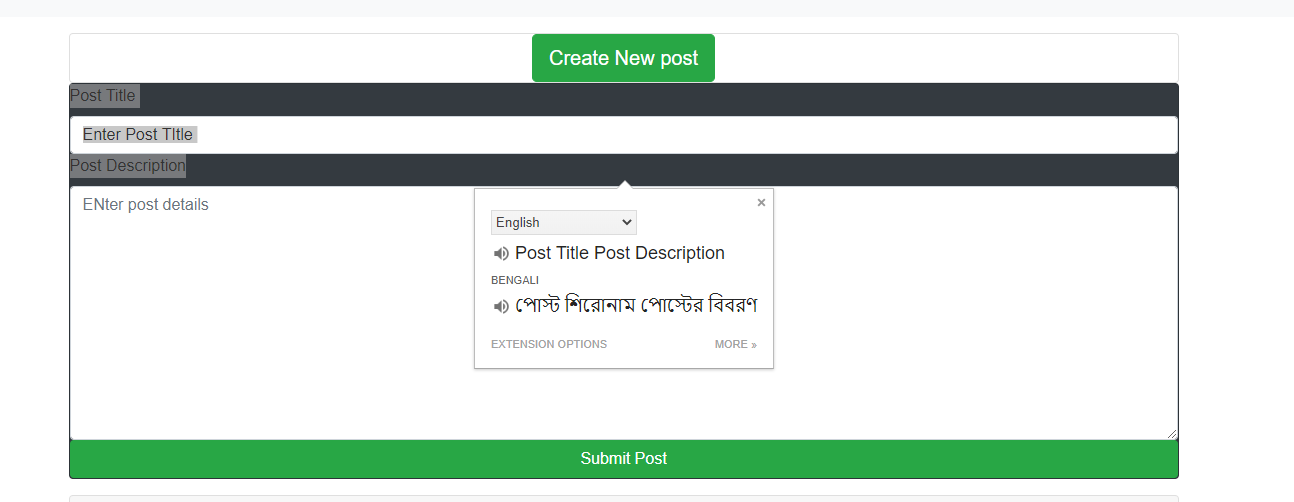 Create New post
Post Title
Enter Post TItle
Post Description
ENter post details
×
English
Post Title Post Description
BENGALI
পোস্ট শিরোনাম পোস্টের বিবরণ
EXTENSION OPTIONS MORE »
Submit Post